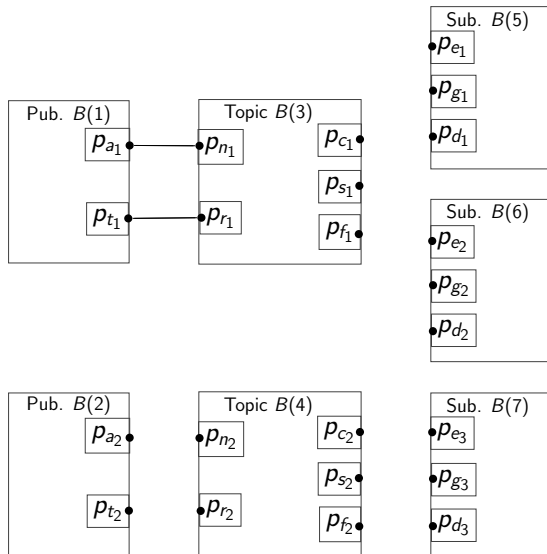 Pub. B(1)
p_{a_1}
p_{t_1}
Topic B(3)
p_{n_1}
p_{r_1}
p_{c_1}
p_{s_1}
p_{f_1}
Sub. B(5)
p_{e_1}
p_{g_1}
p_{d_1}
Sub. B(6)
p_{e_2}
p_{g_2}
p_{d_2}
Pub. B(2)
p_{a_2}
p_{t_2}
Topic B(4)
p_{n_2}
p_{r_2}
p_{c_2}
p_{s_2}
p_{f_2}
Sub. B(7)
p_{e_3}
p_{g_3}
p_{d_3}